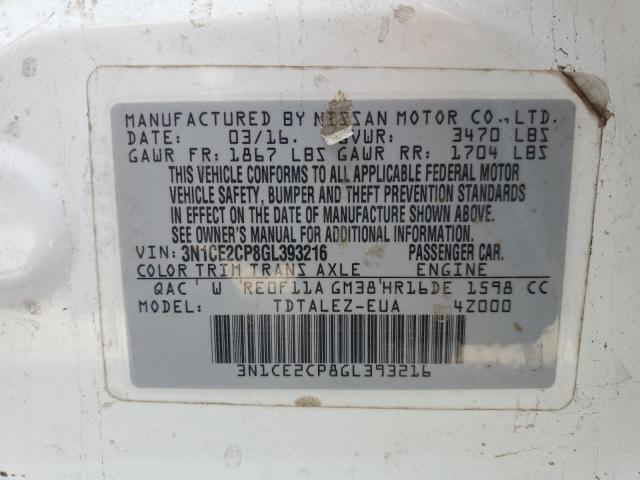 MANUFACTURED BY NISSAN MOTOR CO., LTD.
DATE: 03/16. GVWR: 3470 LBS
GAWR FR: 1867 LBS GAWR RR: 1704 LBS
THIS VEHICLE CONFORMS TO ALL APPLICABLE FEDERAL MOTOR
VEHICLE SAFETY, BUMPER AND THEFT PREVENTION STANDARDS
IN EFFECT ON THE DATE OF MANUFACTURE SHOWN ABOVE.
SEE OWNER'S MANUAL FOR ADDITIONAL INFORMATION.
VIN: 3N1CE2CP8GL393216 PASSENGER CAR.
COLOR TRIM TRANS AXLE ENGINE
QAC' W 'RE0F11A GM38'HR16DE 1598 CC
MODEL: TDTALEZ-EUA 4Z000
3N1CE2CP8GL393216